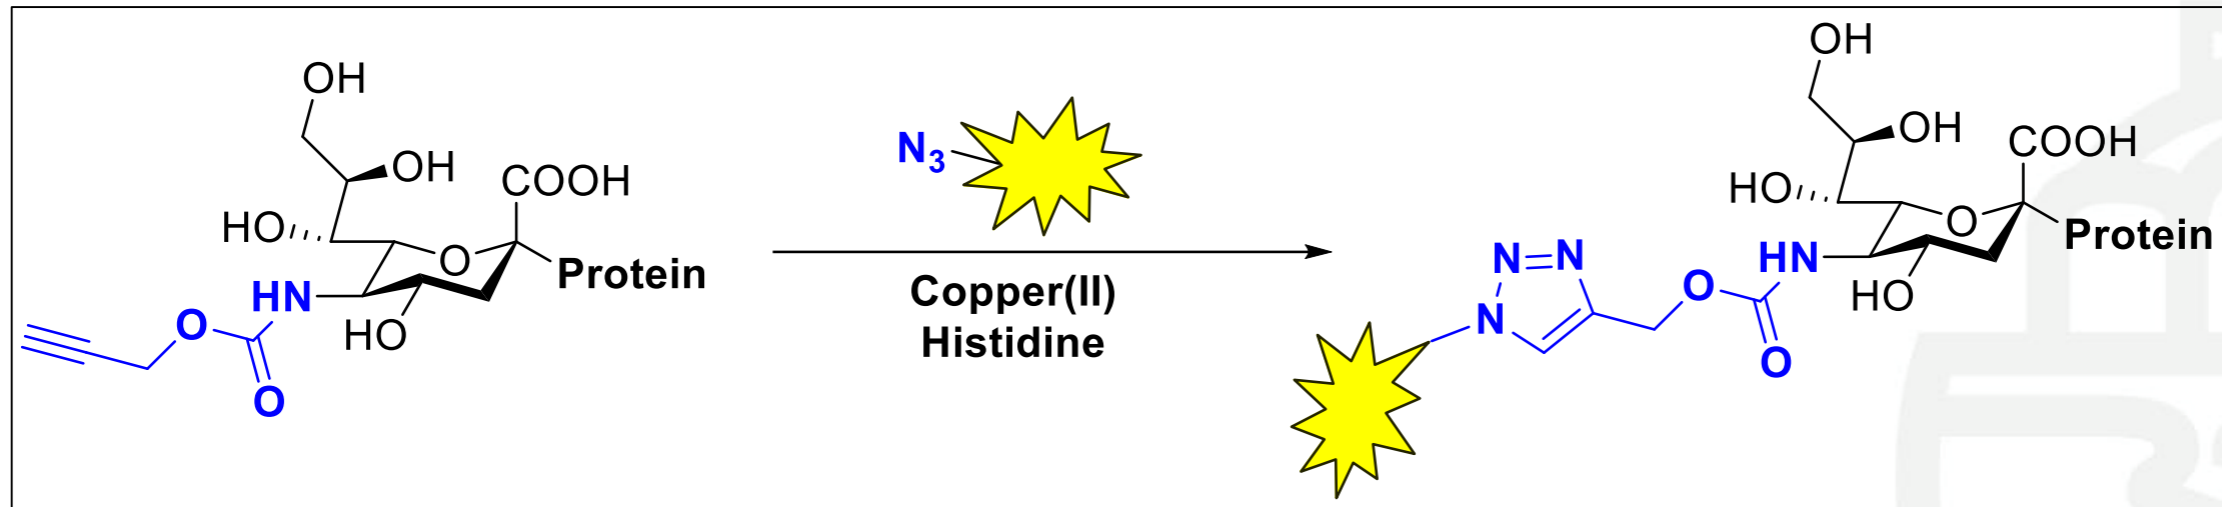 OH
OH
COOH
HO
O
Protein
HN
HO
O
O
N3
Copper(II)
Histidine
OH
OH
COOH
HO
O
Protein
HN
HO
N=N
N
O
O